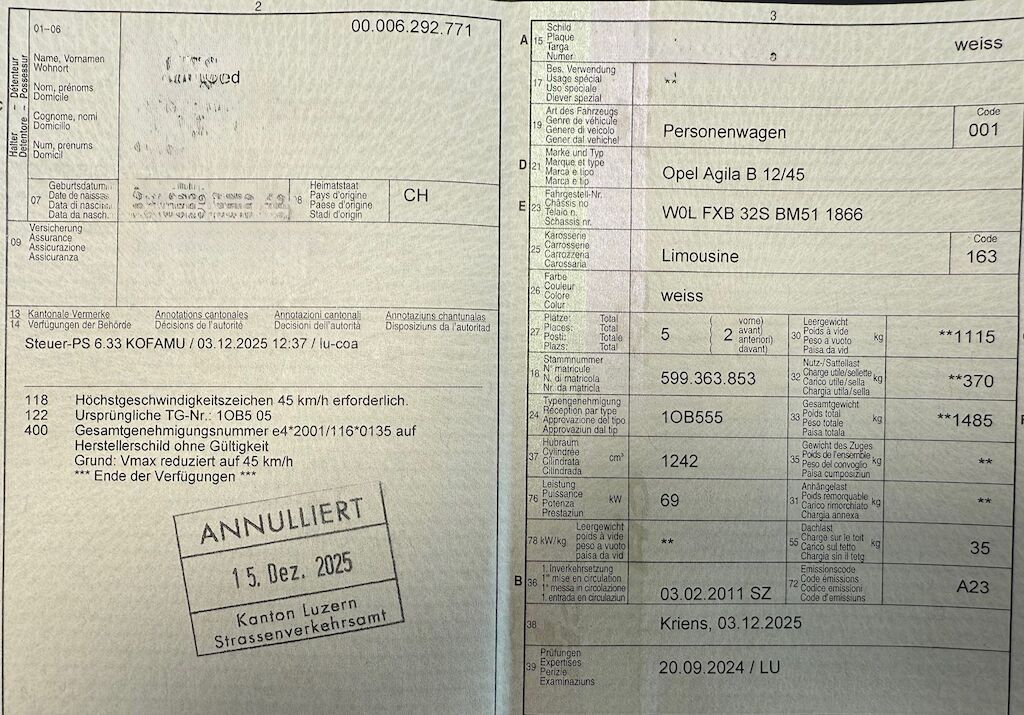 2
01-06
00.006.292.771
Halter – Détenteur
Detentore – Possessur
Name, Vornamen
Wohnort
Nom, prénoms
Domicile
Cognome, nomi
Domicilio
Num, prenums
Domicil
07
Geburtsdatum
Date de naissa
Data di nascit
Data da nasch.
Heimatstaat
Pays d'origine
Paese d'origine
Stadi d'origin
CH
09
Versicherung
Assurance
Assicurazione
Assicuranza
13 Kantonale Vermerke Annotations cantonales Annotazioni cantonali Annotaziuns chantunalas
14 Verfügungen der Behörde Décisions de l'autorité Decisioni dell'autorità Disposiziuns da l'autoritad
Steuer-PS 6.33 KOFAMU / 03.12.2025 12:37 / lu-coa
118 Höchstgeschwindigkeitszeichen 45 km/h erforderlich.
122 Ursprüngliche TG-Nr.: 1OB5 05
400 Gesamtgenehmigungsnummer e4*2001/116*0135 auf
Herstellerschild ohne Gültigkeit
Grund: Vmax reduziert auf 45 km/h
*** Ende der Verfügungen ***
ANNULLIERT
15. Dez. 2025
Kanton Luzern
Strassenverkehrsamt
3
A 15
Schild
Plaque
Targa
Numer
weiss
17
Bes. Verwendung
Usage spécial
Uso speciale
Diever spezial
**
19
Art des Fahrzeugs
Genre de véhicule
Genere di veicolo
Gener dal vehichel
Personenwagen
Code
001
D 21
Marke und Typ
Marque et type
Marca e tipo
Marca e tip
Opel Agila B 12/45
E 23
Fahrgestell-Nr.
Châssis no
Telaio n.
Schassis nr.
W0L FXB 32S BM51 1866
25
Karosserie
Carrosserie
Carrozzeria
Carossaria
Limousine
Code
163
26
Farbe
Couleur
Colore
Colur
weiss
27
Plätze: Total
Places: Total
Posti: Totale
Plazs: Total
5
2
vorne)
avant)
anteriori)
davant)
30
Leergewicht
Poids à vide
Peso a vuoto
Paisa da vid
kg
**1115
18
Stammnummer
N° matricule
N. di matricola
Nr. da matricla
599.363.853
32
Nutz-/Sattellast
Charge utile/sellette
Carico utile/sella
Chargia utila/sella
kg
**370
24
Typengenehmigung
Réception par type
Approvazione del tipo
Approvaziun dal tip
1OB555
33
Gesamtgewicht
Poids total
Peso totale
Paisa totala
kg
**1485
37
Hubraum
Cylindrée
Cilindrata
Cilindrada
cm³
1242
35
Gewicht des Zuges
Poids de l'ensemble
Peso del convoglio
Paisa cumposiziun
kg
**
76
Leistung
Puissance
Potenza
Prestaziun
kW
69
31
Anhängelast
Poids remorquable
Carico rimorchiato
Chargia annexa
kg
**
78 kW/kg
Leergewicht
poids à vide
peso a vuoto
paisa da vid
**
55
Dachlast
Charge sur le toit
Carico sul tetto
Chargia sin il tetg
kg
35
B 36
1. Inverkehrsetzung
1re mise en circulation
1a messa in circolazione
1. entrada en circulaziun
03.02.2011 SZ
72
Emissionscode
Code émissions
Codice emissioni
Code d'emissiuns
A23
38
Kriens, 03.12.2025
39
Prüfungen
Expertises
Perizie
Examinaziuns
20.09.2024 / LU